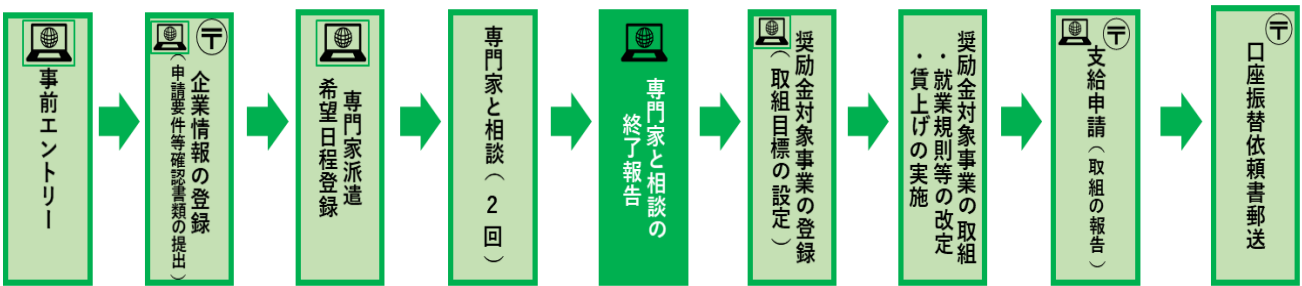 事前エントリー
〒
企業情報の登録
（申請要件等確認書類の提出）
専門家派遣
希望日程登録
専門家と相談（2回）
専門家と相談の
終了報告
奨励金対象事業の登録
（取組目標の設定）
奨励金対象事業の取組
・就業規則等の改定
・賃上げの実施
〒
支給申請（取組の報告）
〒
口座振替依頼書郵送